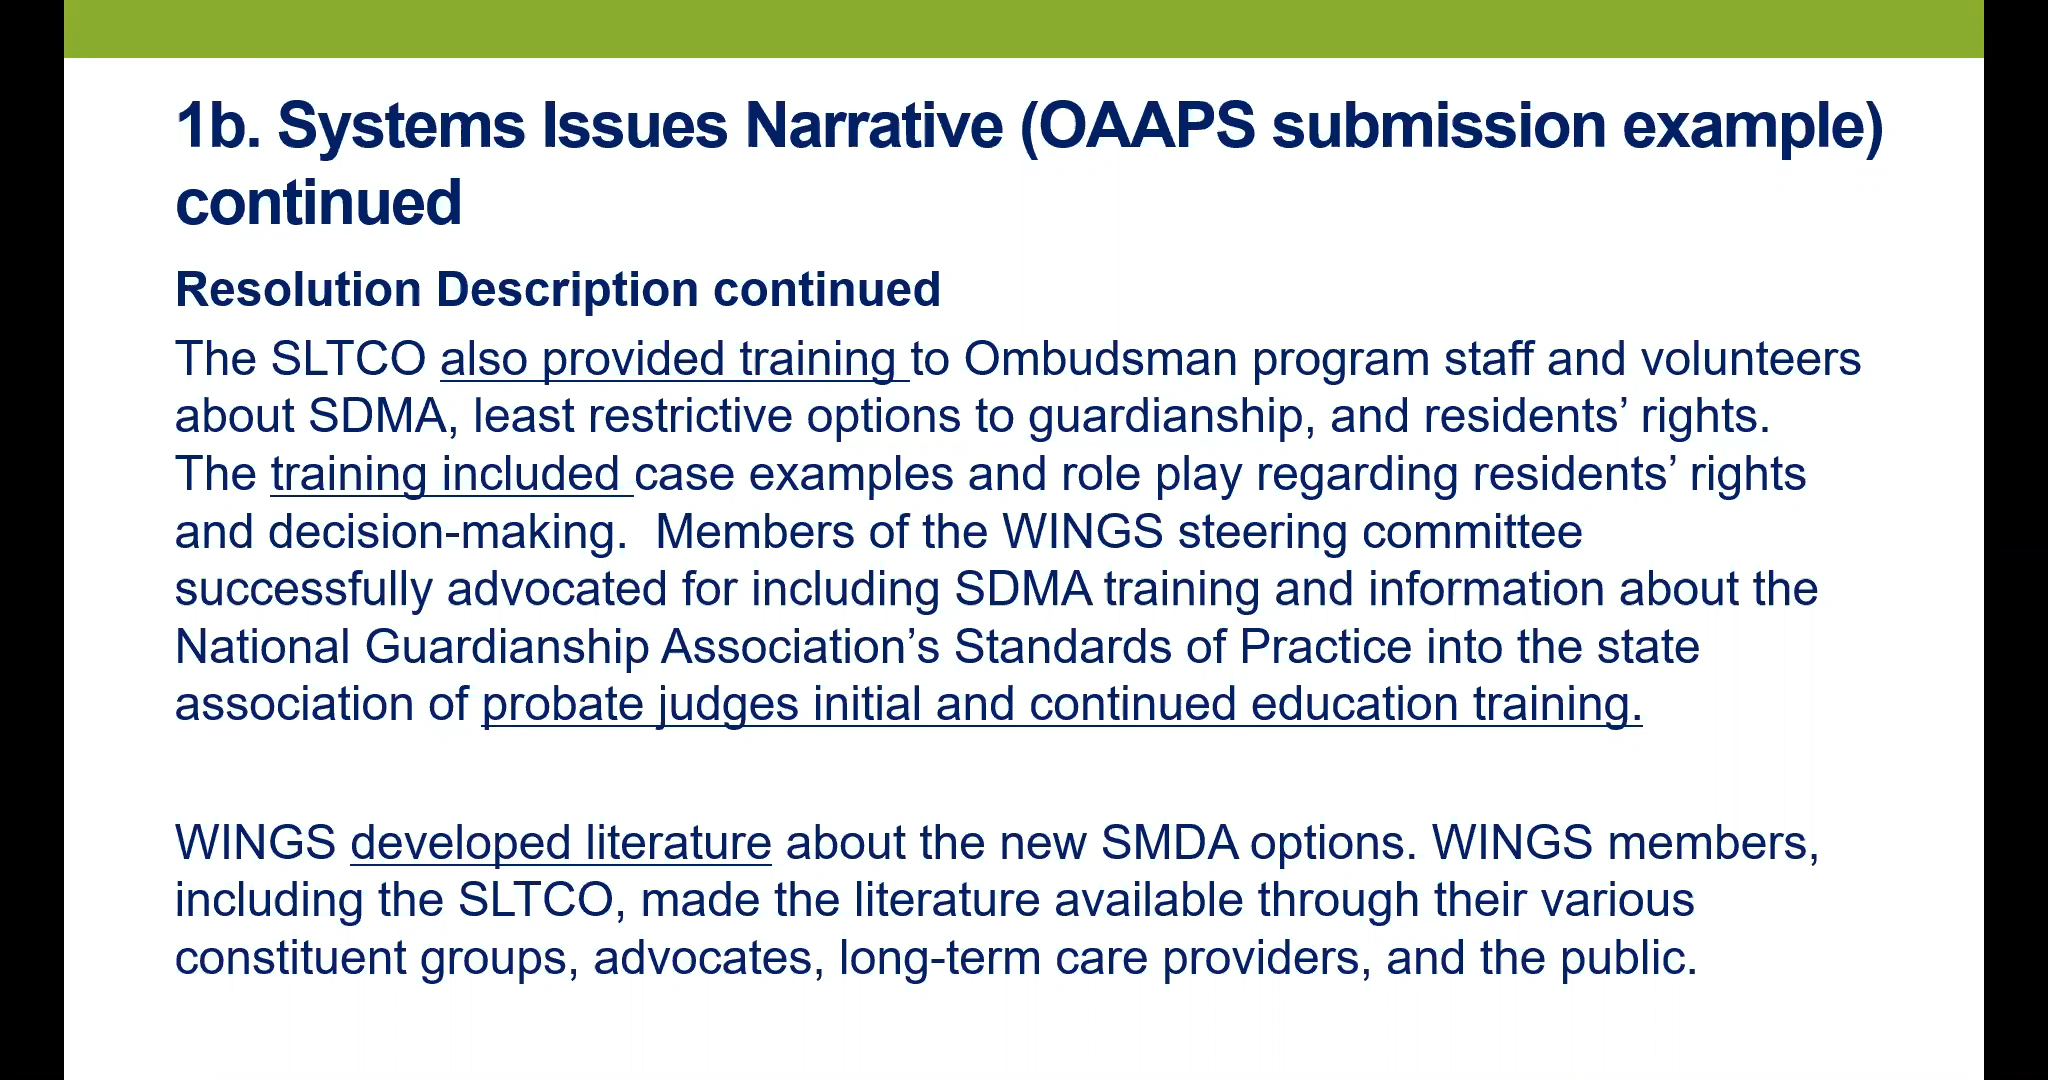 1b. Systems Issues Narrative (OAAPS submission example)
continued
Resolution Description continued
The SLTCO also provided training to Ombudsman program staff and volunteers
about SDMA, least restrictive options to guardianship, and residents’ rights.
The training included case examples and role play regarding residents’ rights
and decision-making.  Members of the WINGS steering committee
successfully advocated for including SDMA training and information about the
National Guardianship Association’s Standards of Practice into the state
association of probate judges initial and continued education training.
WINGS developed literature about the new SMDA options. WINGS members,
including the SLTCO, made the literature available through their various
constituent groups, advocates, long-term care providers, and the public.